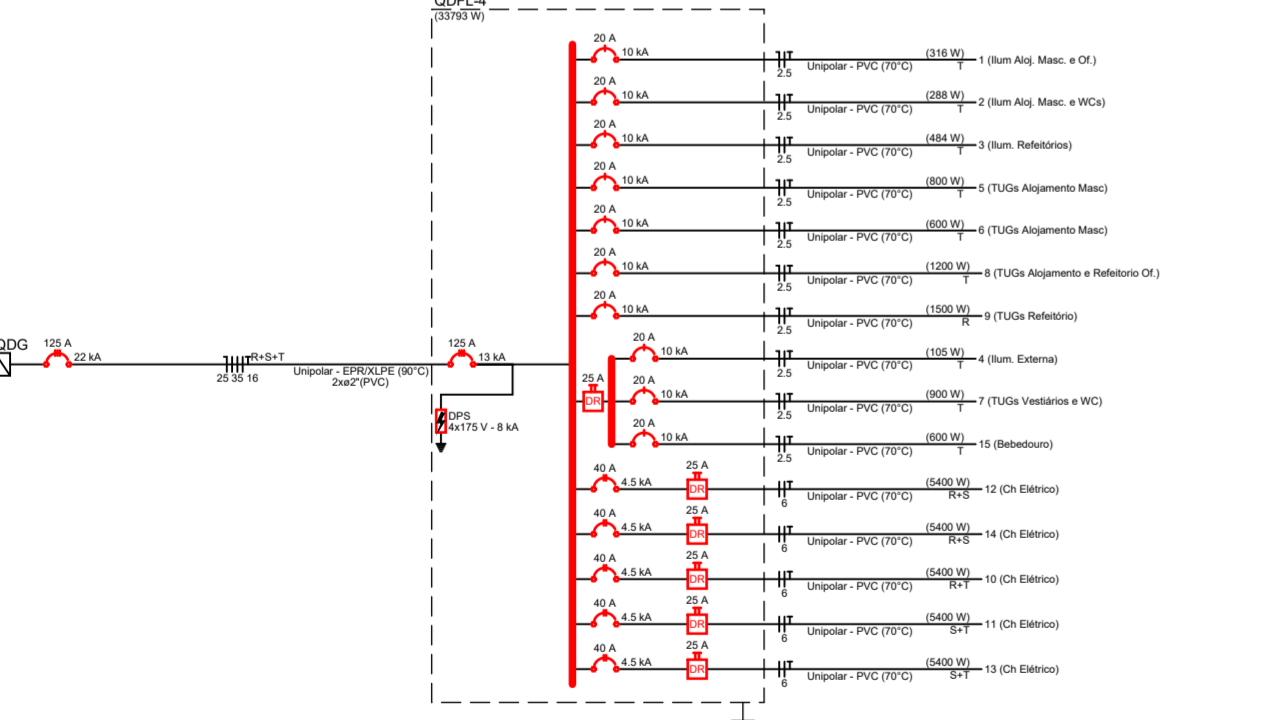 QDFL-4
(33793 W)
20 A
10 kA
2.5
Unipolar - PVC (70°C)
(316 W)
T
1 (Ilum Aloj. Masc. e Of.)
20 A
10 kA
2.5
Unipolar - PVC (70°C)
(288 W)
T
2 (Ilum Aloj. Masc. e WCs)
20 A
10 kA
2.5
Unipolar - PVC (70°C)
(484 W)
T
3 (Ilum. Refeitórios)
20 A
10 kA
2.5
Unipolar - PVC (70°C)
(800 W)
T
5 (TUGs Alojamento Masc)
20 A
10 kA
2.5
Unipolar - PVC (70°C)
(600 W)
T
6 (TUGs Alojamento Masc)
20 A
10 kA
2.5
Unipolar - PVC (70°C)
(1200 W)
T
8 (TUGs Alojamento e Refeitorio Of.)
20 A
10 kA
2.5
Unipolar - PVC (70°C)
(1500 W)
R
9 (TUGs Refeitório)
QDG
125 A
22 kA
R+S+T
25 35 16
Unipolar - EPR/XLPE (90°C)
2xø2"(PVC)
125 A
13 kA
DPS
4x175 V - 8 kA
25 A
DR
20 A
10 kA
2.5
Unipolar - PVC (70°C)
(105 W)
T
4 (Ilum. Externa)
20 A
10 kA
2.5
Unipolar - PVC (70°C)
(900 W)
T
7 (TUGs Vestiários e WC)
20 A
10 kA
2.5
Unipolar - PVC (70°C)
(600 W)
T
15 (Bebedouro)
40 A
4.5 kA
25 A
DR
6
Unipolar - PVC (70°C)
(5400 W)
R+S
12 (Ch Elétrico)
40 A
4.5 kA
25 A
DR
6
Unipolar - PVC (70°C)
(5400 W)
R+S
14 (Ch Elétrico)
40 A
4.5 kA
25 A
DR
6
Unipolar - PVC (70°C)
(5400 W)
R+T
10 (Ch Elétrico)
40 A
4.5 kA
25 A
DR
6
Unipolar - PVC (70°C)
(5400 W)
S+T
11 (Ch Elétrico)
40 A
4.5 kA
25 A
DR
6
Unipolar - PVC (70°C)
(5400 W)
S+T
13 (Ch Elétrico)